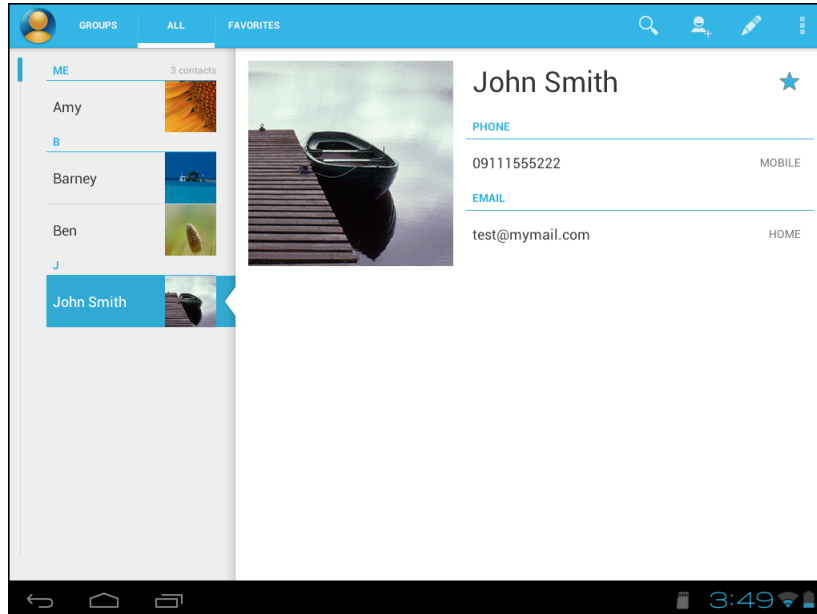 GROUPS ALL FAVORITES
ME 3 contacts
Amy
B
Barney
Ben
J
John Smith
John Smith
PHONE
09111555222 MOBILE
EMAIL
test@mymail.com HOME
3:49